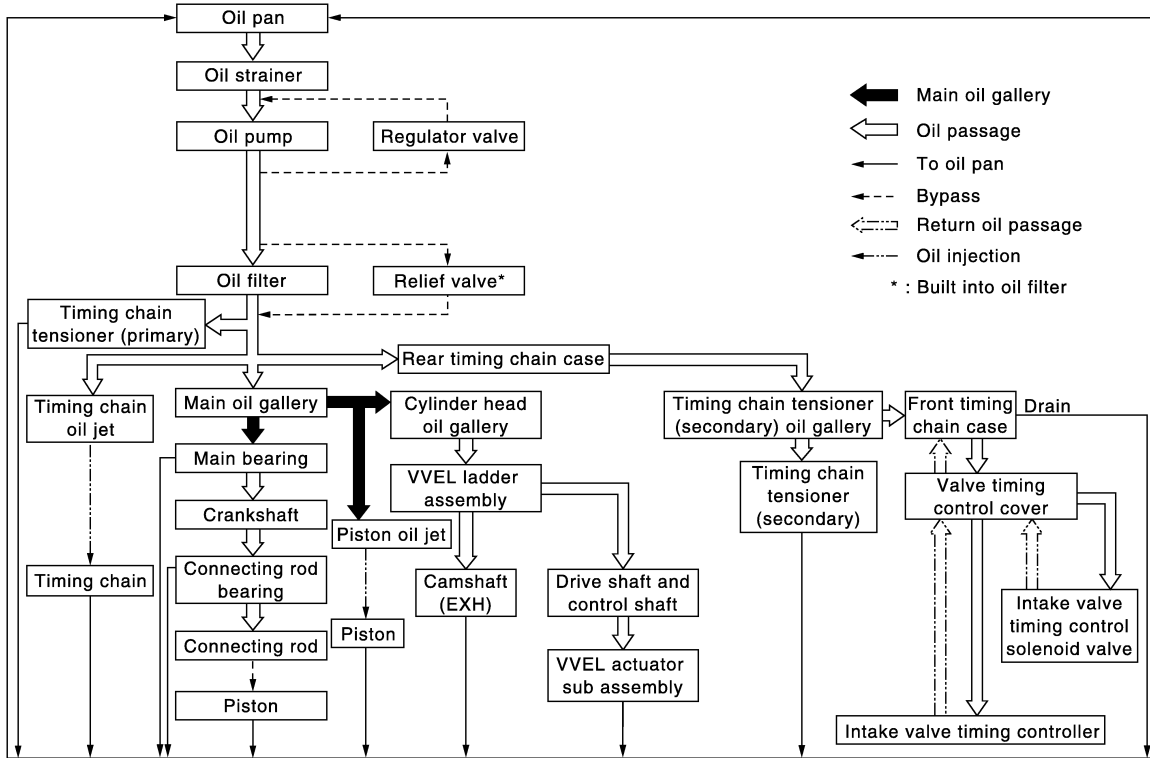 Oil pan
Oil strainer
Main oil gallery
Oil pump
Regulator valve
Oil passage
To oil pan
Bypass
Return oil passage
Oil injection
* : Built into oil filter
Oil filter
Relief valve*
Timing chain
tensioner (primary)
Rear timing chain case
Timing chain
oil jet
Main oil gallery
Cylinder head
oil gallery
Timing chain tensioner
(secondary) oil gallery
Front timing
chain case
Drain
Main bearing
VVEL ladder
assembly
Timing chain
tensioner
(secondary)
Valve timing
control cover
Crankshaft
Piston oil jet
Timing chain
Connecting rod
bearing
Camshaft
(EXH)
Drive shaft and
control shaft
Intake valve
timing control
solenoid valve
Connecting rod
Piston
VVEL actuator
sub assembly
Piston
Intake valve timing controller